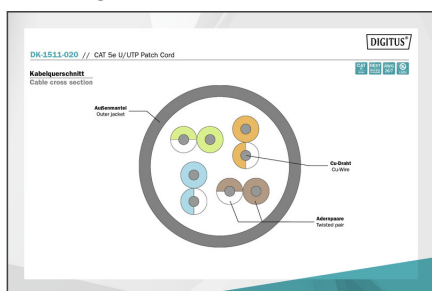 DIGITUS®
DK-1511-020 // CAT 5e U/UTP Patch Cord
Kabelquerschnitt
Cable cross section
Außenmantel
Outer jacket
Cu-Draht
Cu-Wire
Adernpaare
Twisted pair